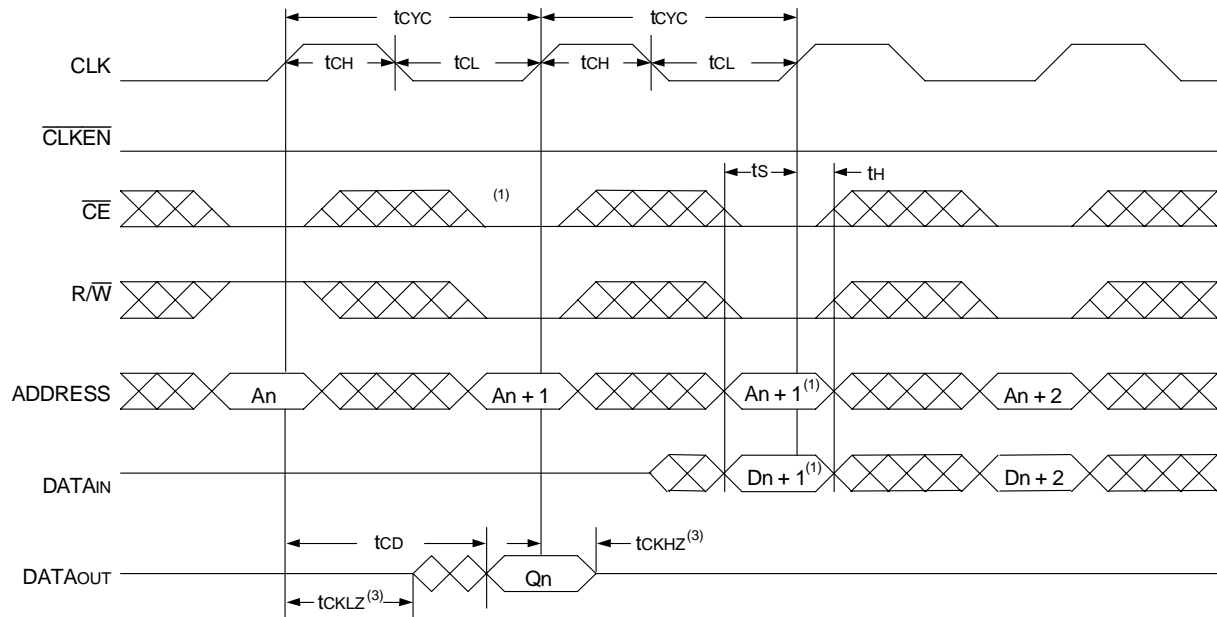 tCYC tCYC
CLK tCH tCL tCH tCL
CLKEN
tS tH
CE (1)
R/W
ADDRESS An An + 1 An + 1(1) An + 2
DATAIN Dn + 1(1) Dn + 2
tCD tCKHZ(3)
DATAOUT Qn
tCKLZ(3)